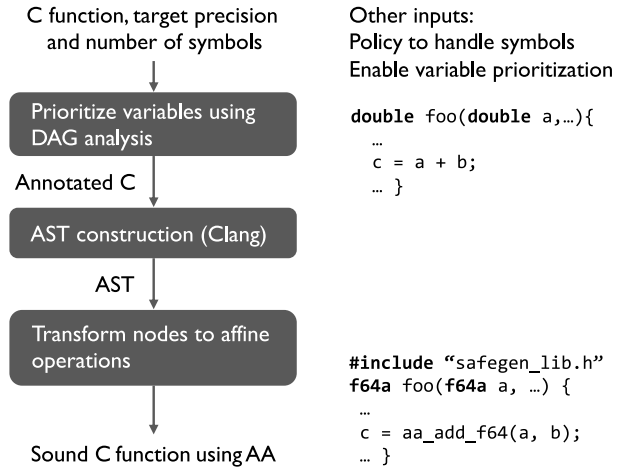 C function, target precision
and number of symbols
Prioritize variables using
DAG analysis
Annotated C
AST construction (Clang)
AST
Transform nodes to affine
operations
Sound C function using AA
Other inputs:
Policy to handle symbols
Enable variable prioritization
double foo(double a,…){
…
c = a + b;
… }
#include “safegen_lib.h”
f64a foo(f64a a, …) {
…
c = aa_add_f64(a, b);
… }